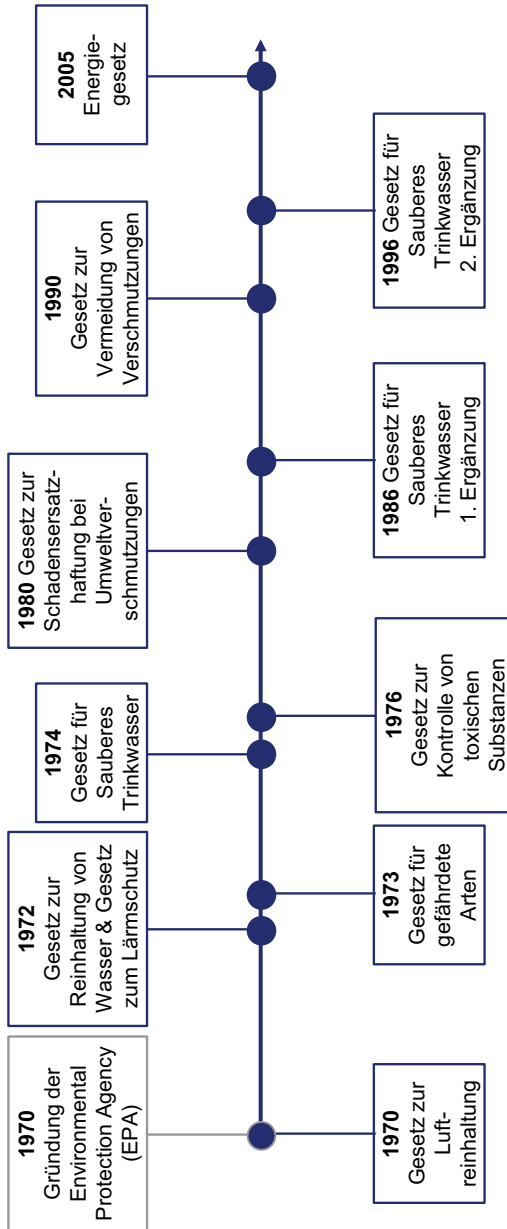 1970
Gründung der
Environmental
Protection Agency
(EPA)
1972
Gesetz zur
Reinhaltung von
Wasser & Gesetz
zum Lärmschutz
1974
Gesetz für
Sauberes
Trinkwasser
1980 Gesetz zur
Schadensersatz-
haftung bei
Umweltver-
schmutzungen
1990
Gesetz zur
Vermeidung von
Verschmutzungen
2005
Energie-
gesetz
1970
Gesetz zur
Luft-
reinhaltung
1973
Gesetz für
gefährdete
Arten
1976
Gesetz zur
Kontrolle von
toxischen
Substanzen
1986 Gesetz für
Sauberes
Trinkwasser
1. Ergänzung
1996 Gesetz für
Sauberes
Trinkwasser
2. Ergänzung